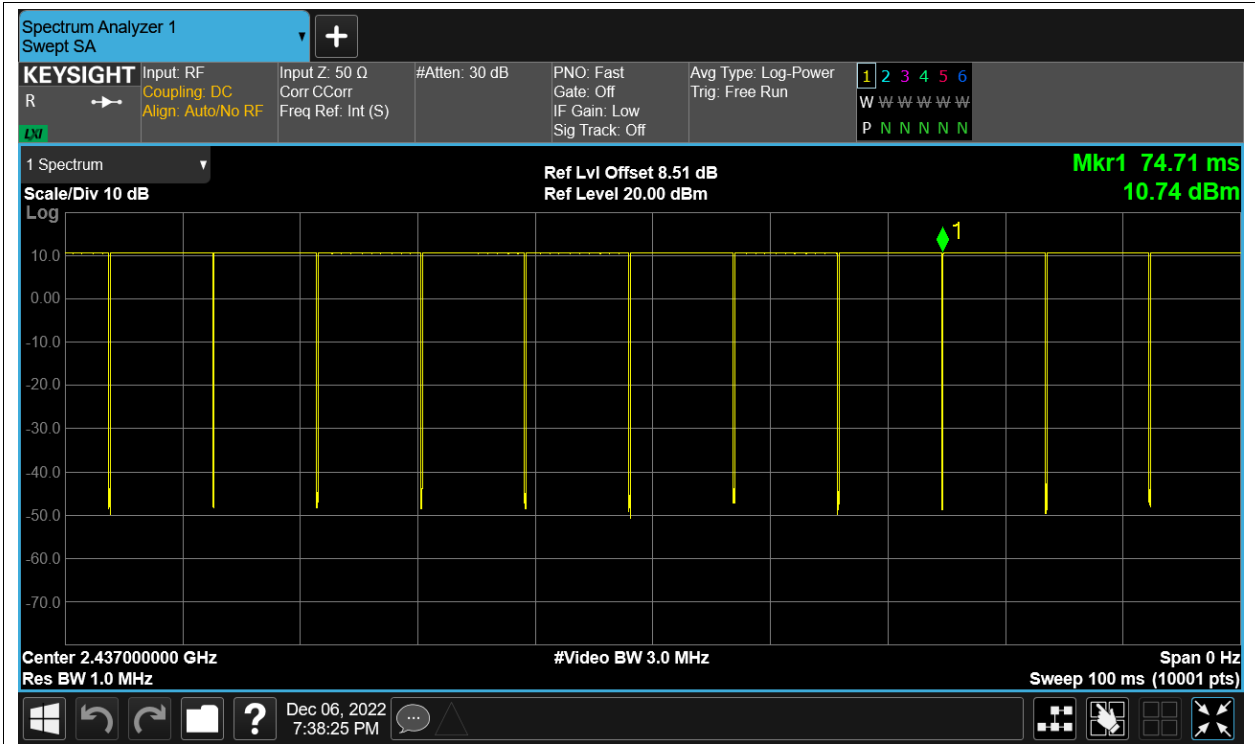 Spectrum Analyzer 1
Swept SA
+
KEYSIGHT
R
LXI
Input: RF
Coupling: DC
Align: Auto/No RF
Input Z: 50 Ω
Corr CCorr
Freq Ref: Int (S)
#Atten: 30 dB
PNO: Fast
Gate: Off
IF Gain: Low
Sig Track: Off
Avg Type: Log-Power
Trig: Free Run
1 2 3 4 5 6
W W W W W W
P N N N N N
1 Spectrum
Scale/Div 10 dB
Log
Ref Lvl Offset 8.51 dB
Ref Level 20.00 dBm
Mkr1 74.71 ms
10.74 dBm
1
10.0
0.00
-10.0
-20.0
-30.0
-40.0
-50.0
-60.0
-70.0
Center 2.437000000 GHz
Res BW 1.0 MHz
#Video BW 3.0 MHz
Span 0 Hz
Sweep 100 ms (10001 pts)
?
Dec 06, 2022
7:38:25 PM